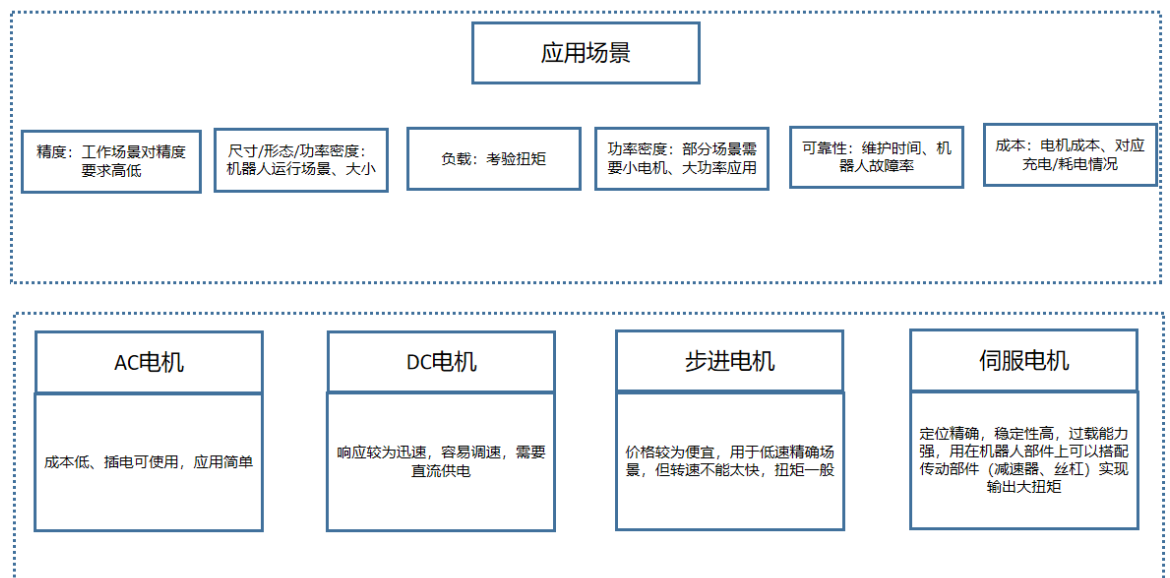 应用场景
精度：工作场景对精度
要求高低
尺寸/形态/功率密度：
机器人运行场景、大小
负载：考验扭矩
功率密度：部分场景需
要小电机、大功率应用
可靠性：维护时间、机
器人故障率
成本：电机成本、对应
充电/耗电情况
AC电机
成本低、插电可使用，应用简单
DC电机
响应较为迅速，容易调速，需要
直流供电
步进电机
价格较为便宜，用于低速精确场
景，但转速不能太快，扭矩一般
伺服电机
定位精确，稳定性高，过载能力
强，用在机器人部件上可以搭配
传动部件（减速器、丝杠）实现
输出大扭矩